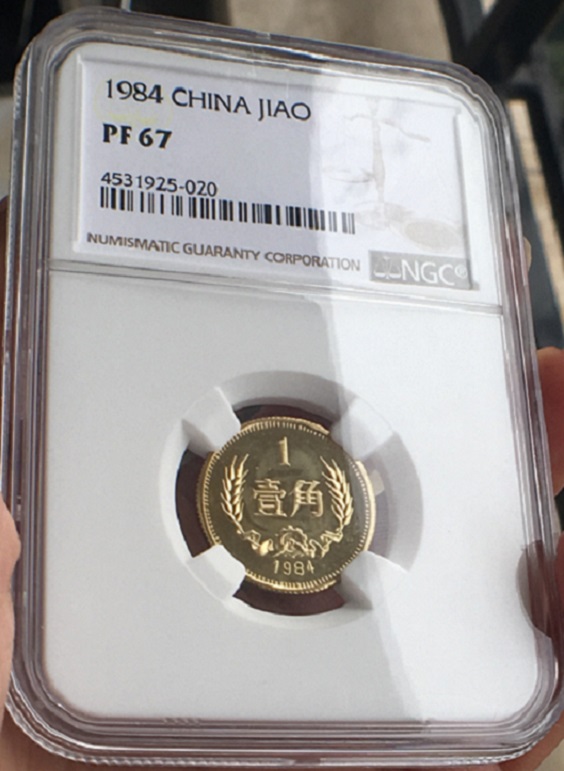 1984 CHINA JIAO
PF 67
4531925-020
NUMISMATIC GUARANTY CORPORATION
NGC®
1
壹角
1984